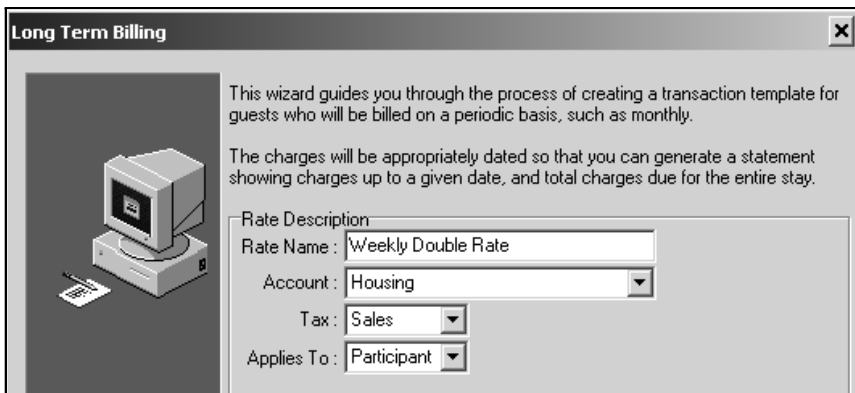 Long Term Billing
This wizard guides you through the process of creating a transaction template for
guests who will be billed on a periodic basis, such as monthly.
The charges will be appropriately dated so that you can generate a statement
showing charges up to a given date, and total charges due for the entire stay.
Rate Description
Rate Name : Weekly Double Rate
Account : Housing
Tax : Sales
Applies To : Participant